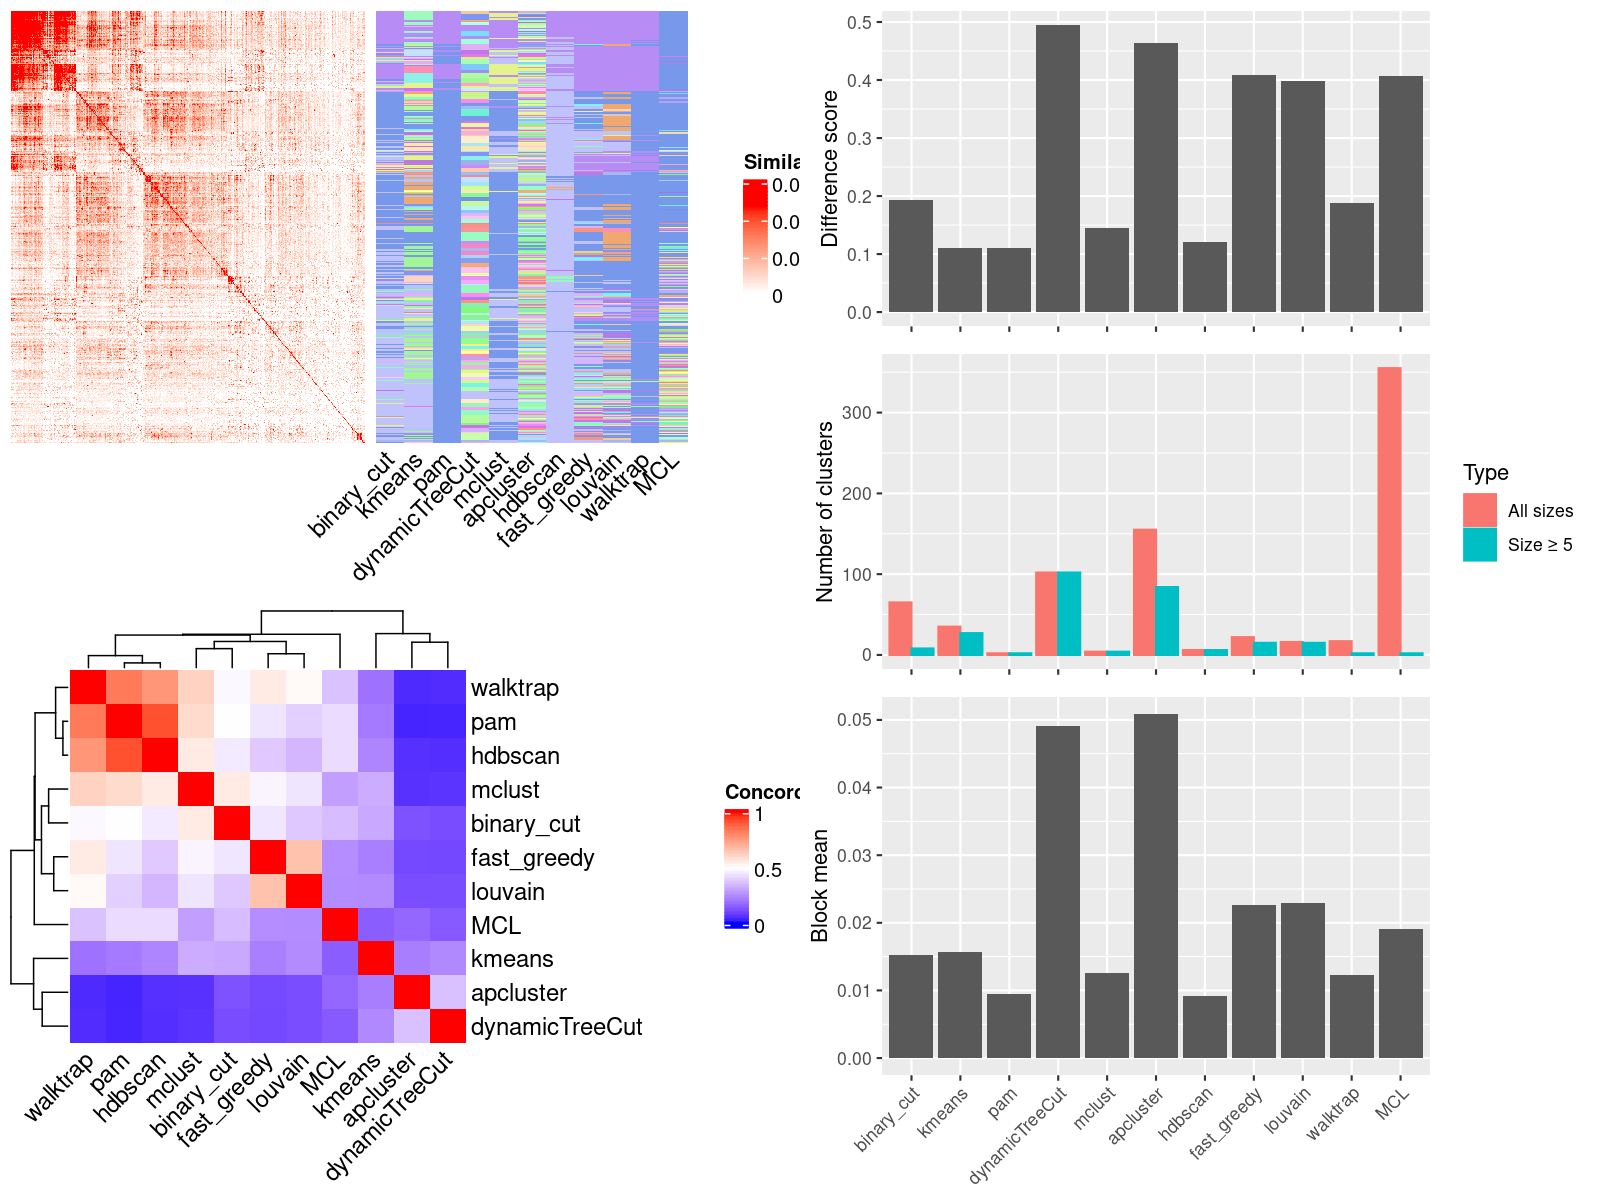 Simila
0.0
0.0
0.0
0
binary_cut
kmeans
pam
dynamicTreeCut
mclust
apcluster
hdbscan
fast_greedy
louvain
walktrap
MCL
walktrap
pam
hdbscan
mclust
binary_cut
fast_greedy
louvain
MCL
kmeans
apcluster
dynamicTreeCut
walktrap
pam
hdbscan
mclust
binary_cut
fast_greedy
louvain
MCL
kmeans
apcluster
dynamicTreeCut
Concord
1
0.5
0
Difference score
0.5
0.4
0.3
0.2
0.1
0.0
Number of clusters
300
200
100
0
Type
All sizes
Size ≥ 5
Block mean
0.05
0.04
0.03
0.02
0.01
0.00
binary_cut
kmeans
pam
dynamicTreeCut
mclust
apcluster
hdbscan
fast_greedy
louvain
walktrap
MCL